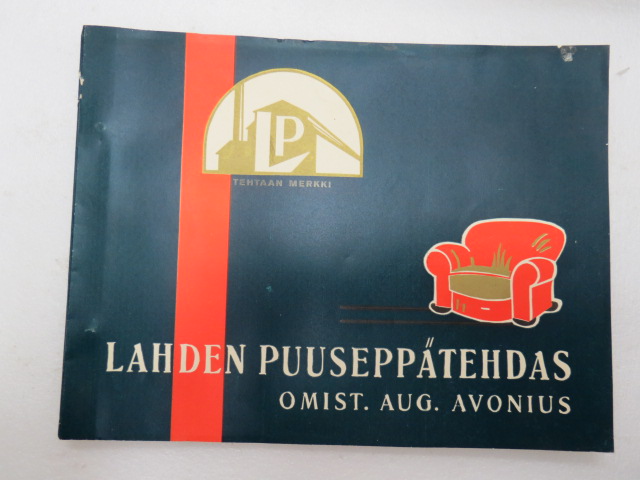 LP
TEHTAAN MERKKI
LAHDEN PUUSEPPÄTEHDAS
OMIST. AUG. AVONIUS